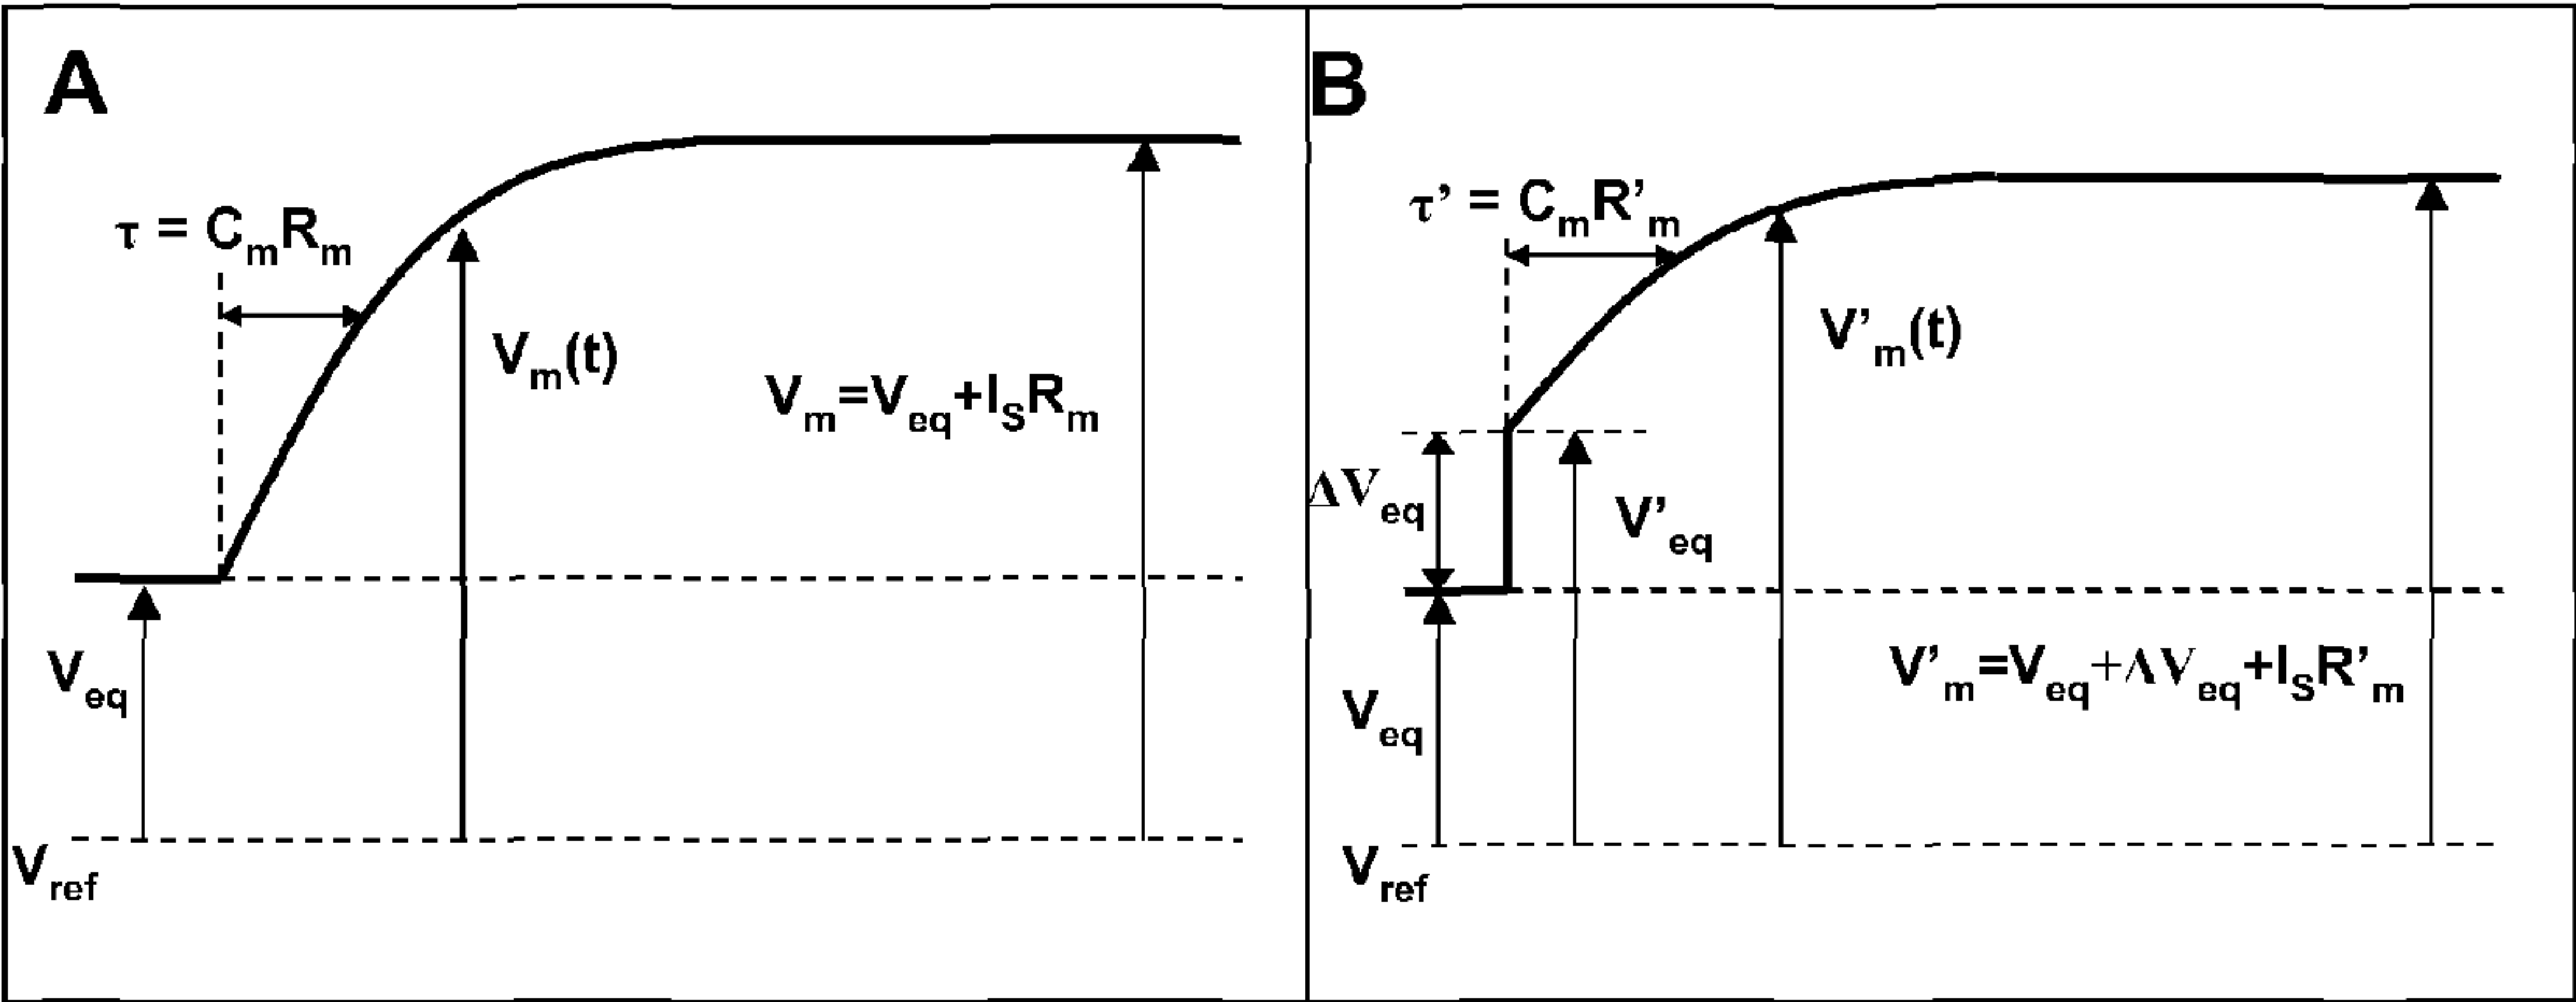 A
τ = CmRm
Vm(t)
Vm=Veq+ISRm
Veq
Vref
B
τ’ = CmR’m
V’m(t)
ΔVeq
V’eq
V’m=Veq+ΔVeq+ISR’m
Veq
Vref